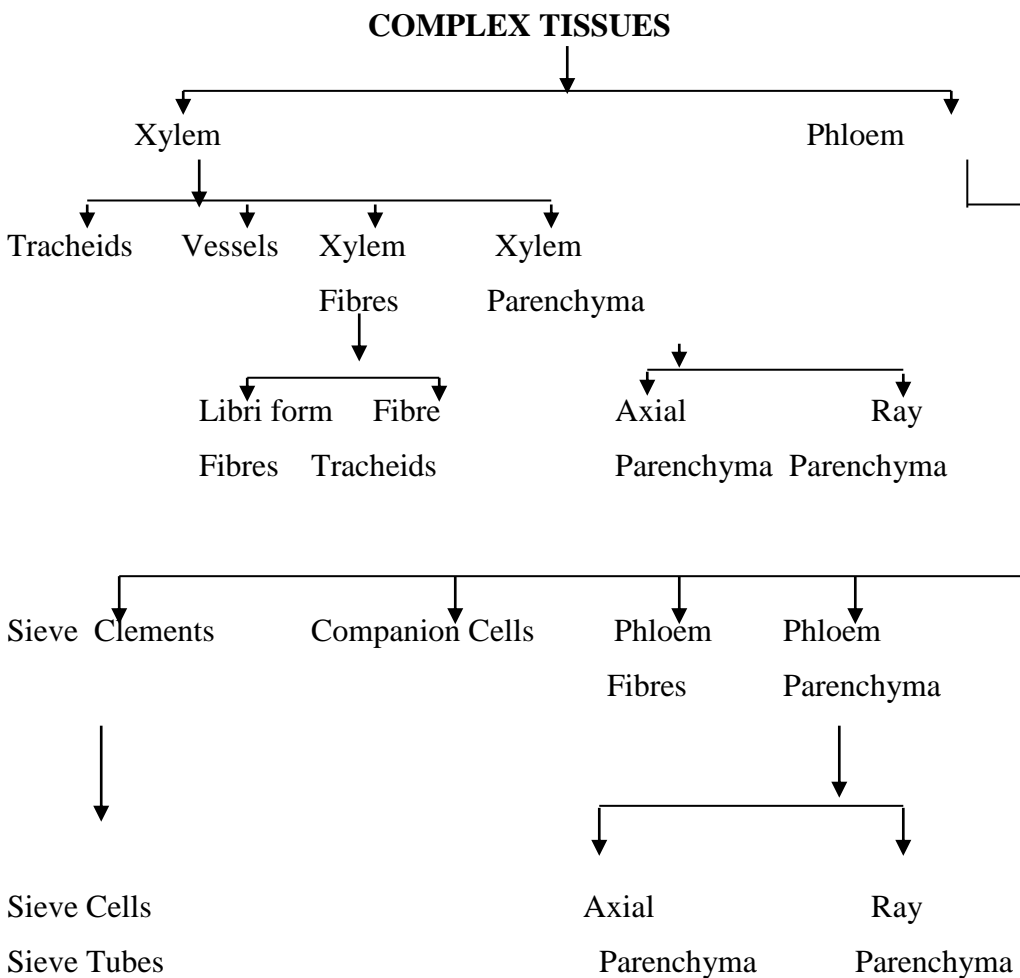 COMPLEX TISSUES
Xylem Phloem
Tracheids Vessels Xylem Xylem
Fibres Parenchyma
Libri form Fibre Axial Ray
Fibres Tracheids Parenchyma Parenchyma
Sieve Clements Companion Cells Phloem Phloem
Fibres Parenchyma
Sieve Cells Axial Ray
Sieve Tubes Parenchyma Parenchyma